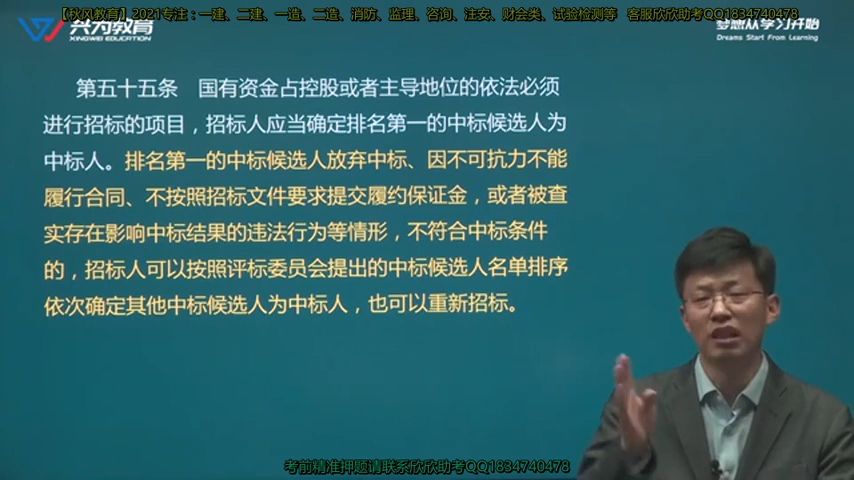 【秋风教育】2021专注：一建、二建、一造、二造、消防、监理、咨询、注安、财会类、试验检测等 客服欣欣助考QQ1834740478
兴为教育
XINGWEI EDUCATION
梦想从学习开始
Dreams Start From Learning
第五十五条 国有资金占控股或者主导地位的依法必须
进行招标的项目，招标人应当确定排名第一的中标候选人为
中标人。排名第一的中标候选人放弃中标、因不可抗力不能
履行合同、不按照招标文件要求提交履约保证金，或者被查
实存在影响中标结果的违法行为等情形，不符合中标条件
的，招标人可以按照评标委员会提出的中标候选人名单排序
依次确定其他中标候选人为中标人，也可以重新招标。
考前精准押题请联系欣欣助考QQ1834740478